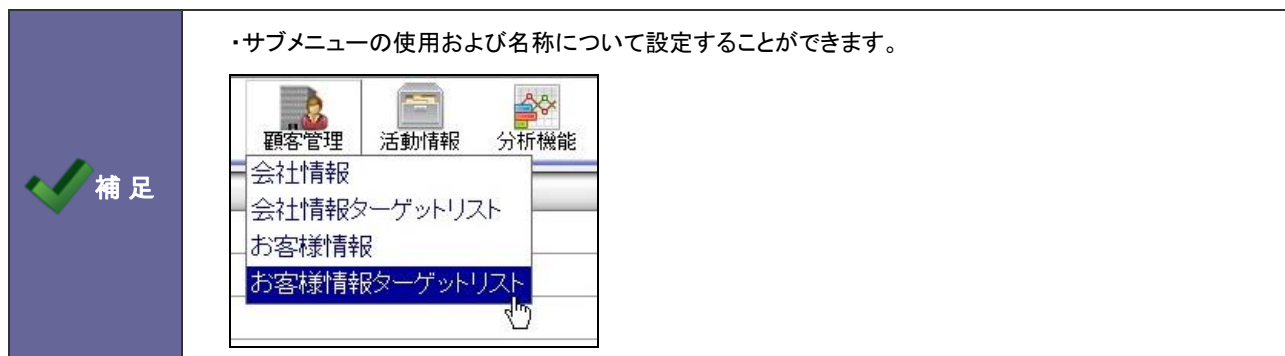 ・サブメニューの使用および名称について設定することができます。
補足
顧客管理 活動情報 分析機能
会社情報
会社情報ターゲットリスト
お客様情報
お客様情報ターゲットリスト